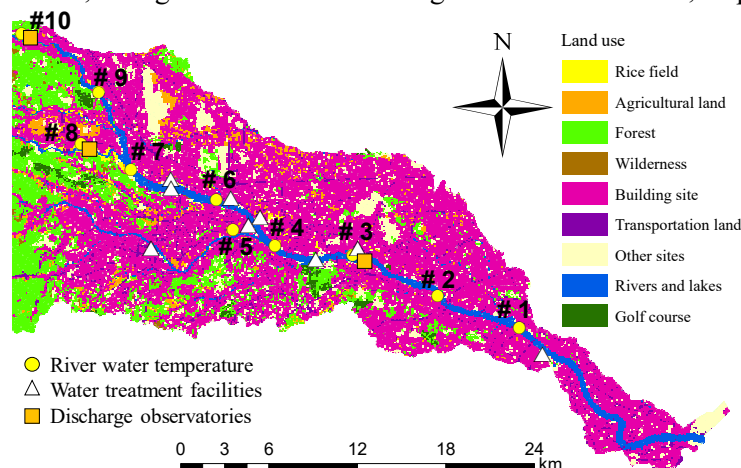 #10
# 9
# 8
# 7
# 6
# 5
# 4
# 3
# 2
# 1
N
Land use
Rice field
Agricultural land
Forest
Wilderness
Building site
Transportation land
Other sites
Rivers and lakes
Golf course
River water temperature
Water treatment facilities
Discharge observatories
0 3 6 12 18 24
km